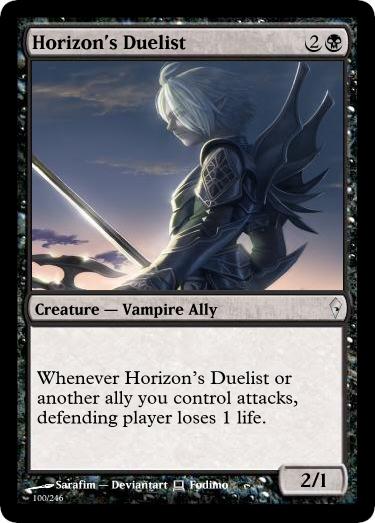 Horizon's Duelist 2
Creature — Vampire Ally
Whenever Horizon's Duelist or
another ally you control attacks,
defending player loses 1 life.
2/1
Sarafim — Deviantart Fodimo
100/246